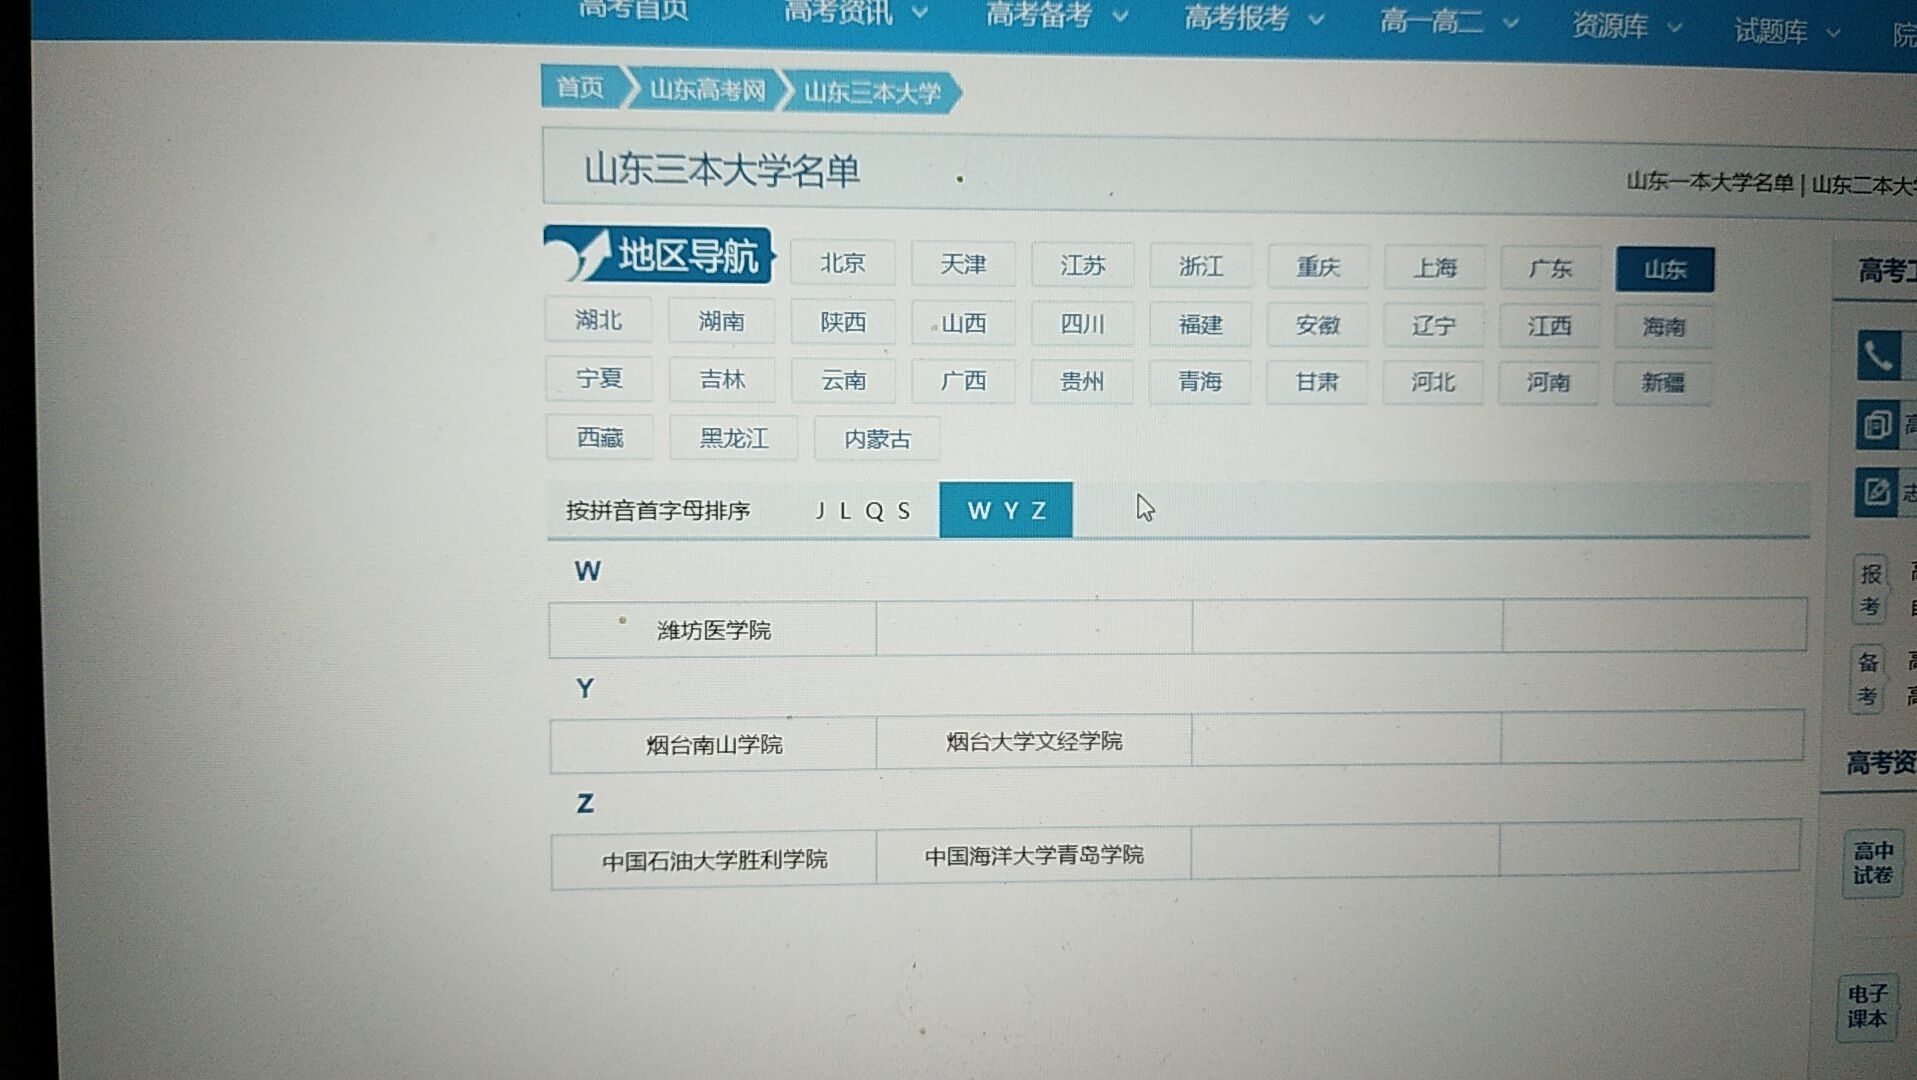 高考首页 高考资讯 高考备考 高考报考 高一高二 资源库 试题库 院
首页 山东高考网 山东三本大学
山东三本大学名单 山东一本大学名单 | 山东二本大学
地区导航 北京 天津 江苏 浙江 重庆 上海 广东 山东
湖北 湖南 陕西 山西 四川 福建 安徽 辽宁 江西 海南
宁夏 吉林 云南 广西 贵州 青海 甘肃 河北 河南 新疆
西藏 黑龙江 内蒙古
按拼音首字母排序 J L Q S W Y Z
W
潍坊医学院
Y
烟台南山学院 烟台大学文经学院
Z
中国石油大学胜利学院 中国海洋大学青岛学院
高考
高
志
报考
备考
高考资
高中
试卷
电子
课本